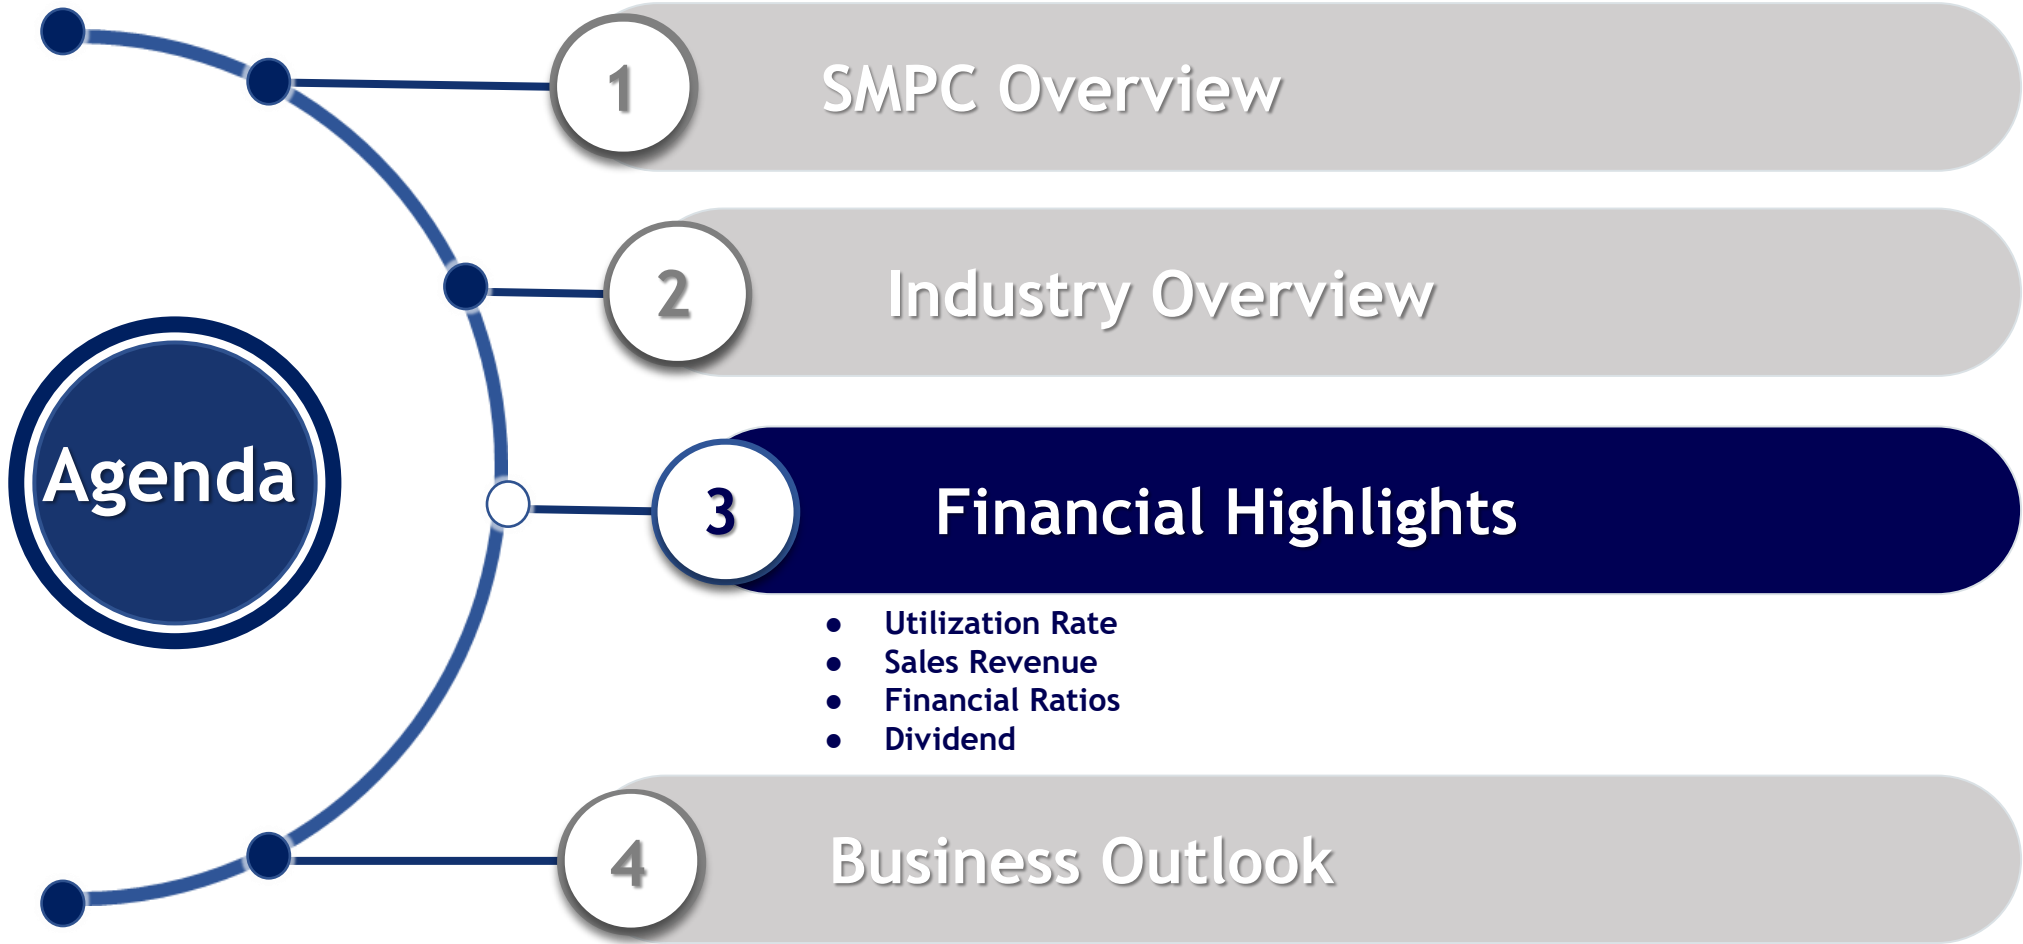 Agenda
1
SMPC Overview
2
Industry Overview
3
Financial Highlights
● Utilization Rate
● Sales Revenue
● Financial Ratios
● Dividend
4
Business Outlook